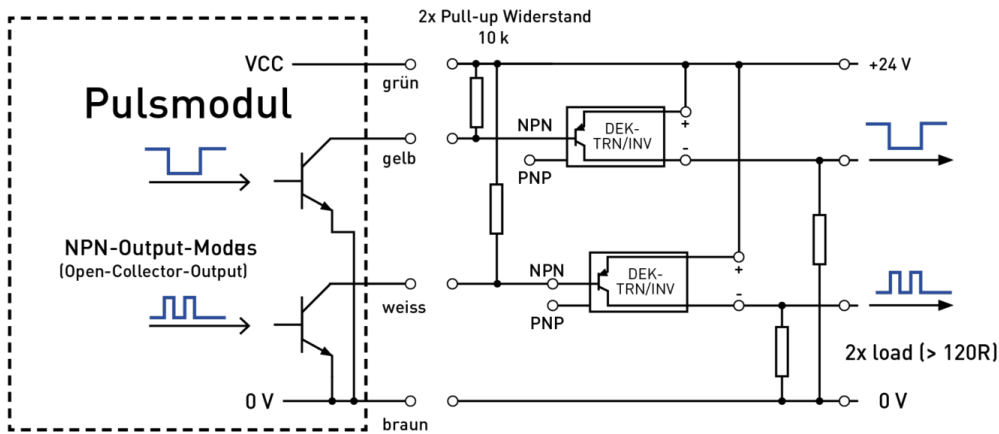 2x Pull-up Widerstand
10 k
VCC
grün
+24 V
Pulsmodul
NPN
DEK-
TRN/INV
+
-
gelb
PNP
NPN-Output-Modus
(Open-Collector-Output)
NPN
DEK-
TRN/INV
+
-
weiss
PNP
2x load (> 120R)
0 V
braun
0 V